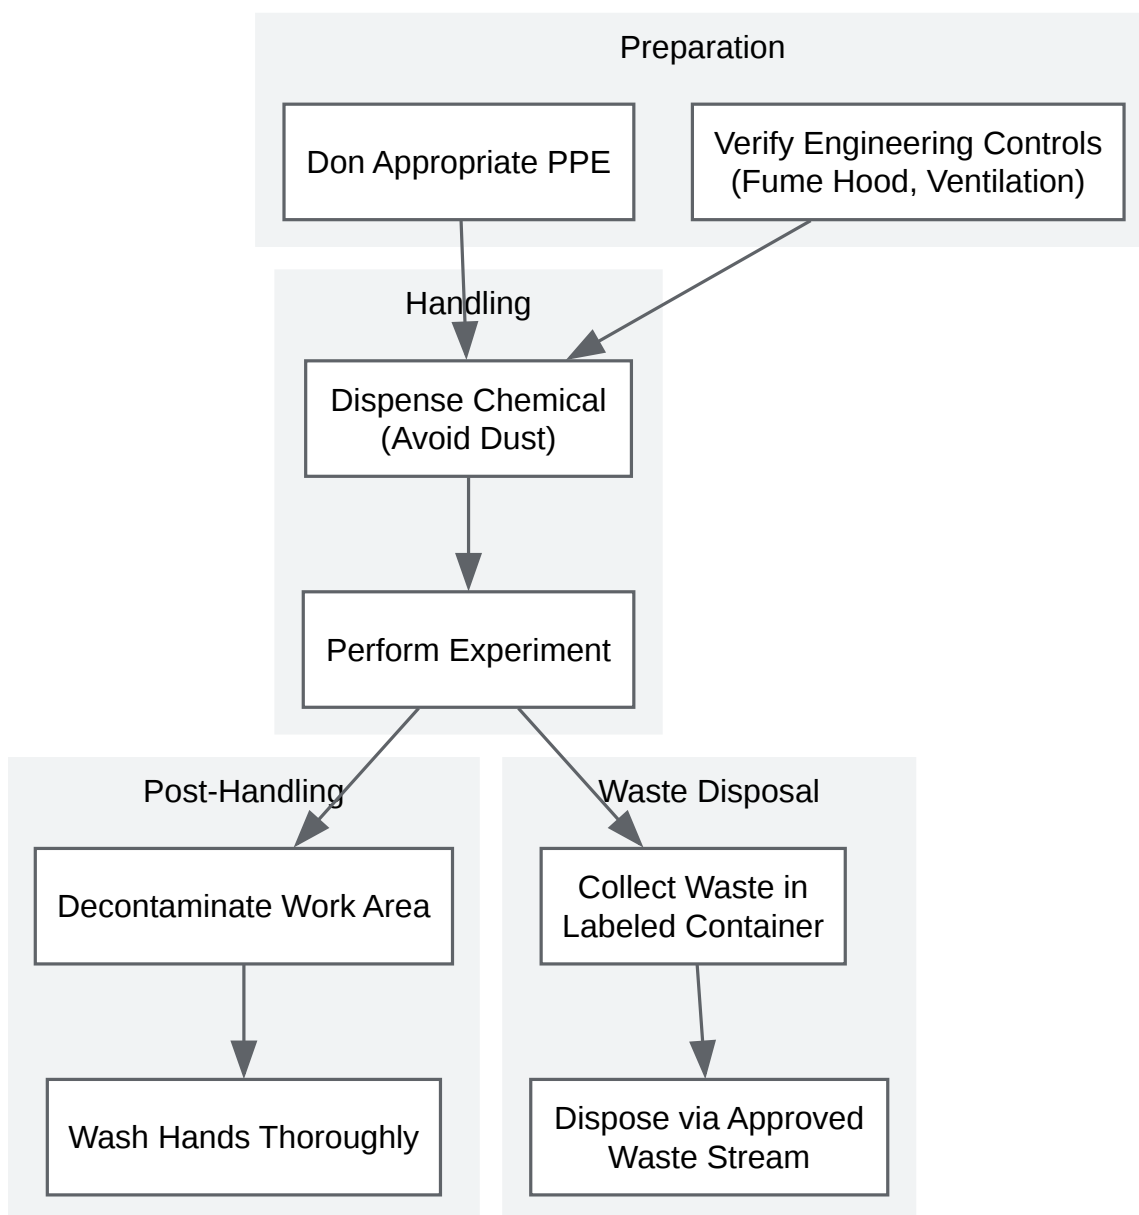 Preparation
Don Appropriate PPE
Verify Engineering Controls
(Fume Hood, Ventilation)
Handling
Dispense Chemical
(Avoid Dust)
Perform Experiment
Post-Handling
Decontaminate Work Area
Wash Hands Thoroughly
Waste Disposal
Collect Waste in
Labeled Container
Dispose via Approved
Waste Stream